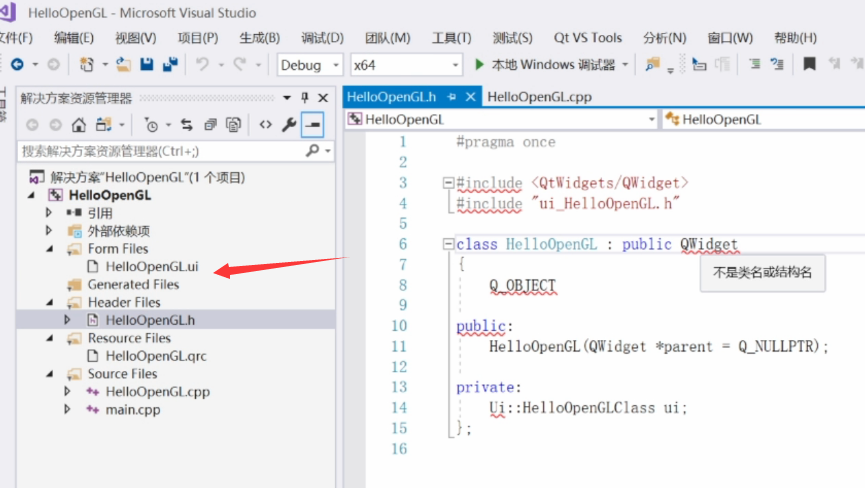 HelloOpenGL - Microsoft Visual Studio
文件(F) 编辑(E) 视图(V) 项目(P) 生成(B) 调试(D) 团队(M) 工具(T) 测试(S) Qt VS Tools 分析(N) 窗口(W) 帮助(H)
Debug x64 本地 Windows 调试器
解决方案资源管理器
搜索解决方案资源管理器(Ctrl+;)
解决方案"HelloOpenGL"(1 个项目)
HelloOpenGL
引用
外部依赖项
Form Files
HelloOpenGL.ui
Generated Files
Header Files
HelloOpenGL.h
Resource Files
HelloOpenGL.qrc
Source Files
HelloOpenGL.cpp
main.cpp
HelloOpenGL.h HelloOpenGL.cpp
HelloOpenGL HelloOpenGL
1 #pragma once
2
3 #include <QtWidgets/QWidget>
4 #include "ui_HelloOpenGL.h"
5
6 class HelloOpenGL : public QWidget
不是类名或结构名
7 {
8 Q_OBJECT
9
10 public:
11 HelloOpenGL(QWidget *parent = Q_NULLPTR);
12
13 private:
14 Ui::HelloOpenGLClass ui;
15 };
16